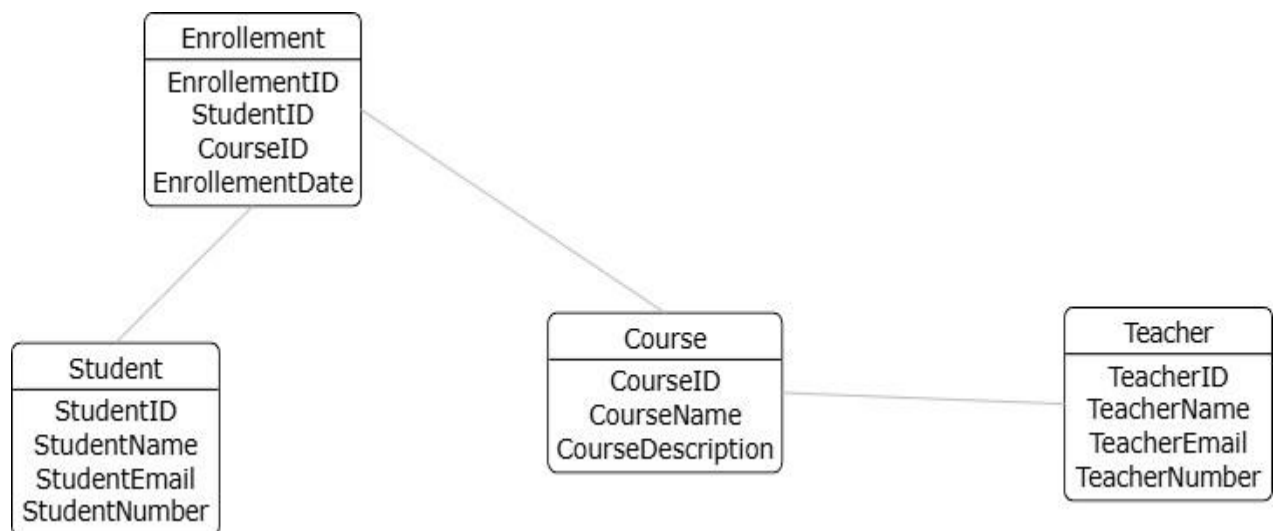 Enrollement
EnrollementID
StudentID
CourseID
EnrollementDate
Student
StudentID
StudentName
StudentEmail
StudentNumber
Course
CourseID
CourseName
CourseDescription
Teacher
TeacherID
TeacherName
TeacherEmail
TeacherNumber